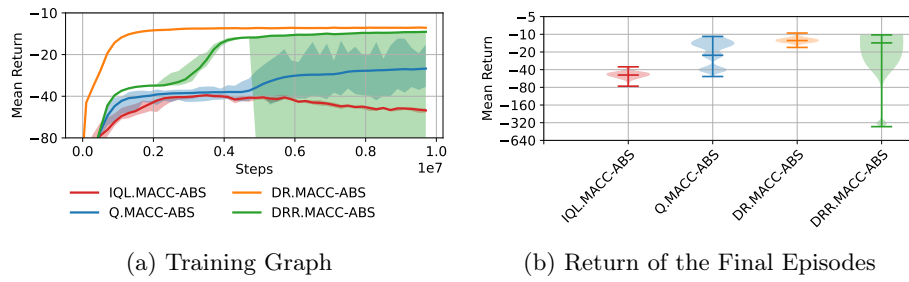 −10
−20
−40
−80
Mean Return
0.0
0.2
0.4
0.6
0.8
1.0
1e7
Steps
IQL.MACC-ABS
Q.MACC-ABS
DR.MACC-ABS
DRR.MACC-ABS
(a) Training Graph
−5
−10
−20
−40
−80
−160
−320
−640
Mean Return
IQL.MACC-ABS
Q.MACC-ABS
DR.MACC-ABS
DRR.MACC-ABS
(b) Return of the Final Episodes